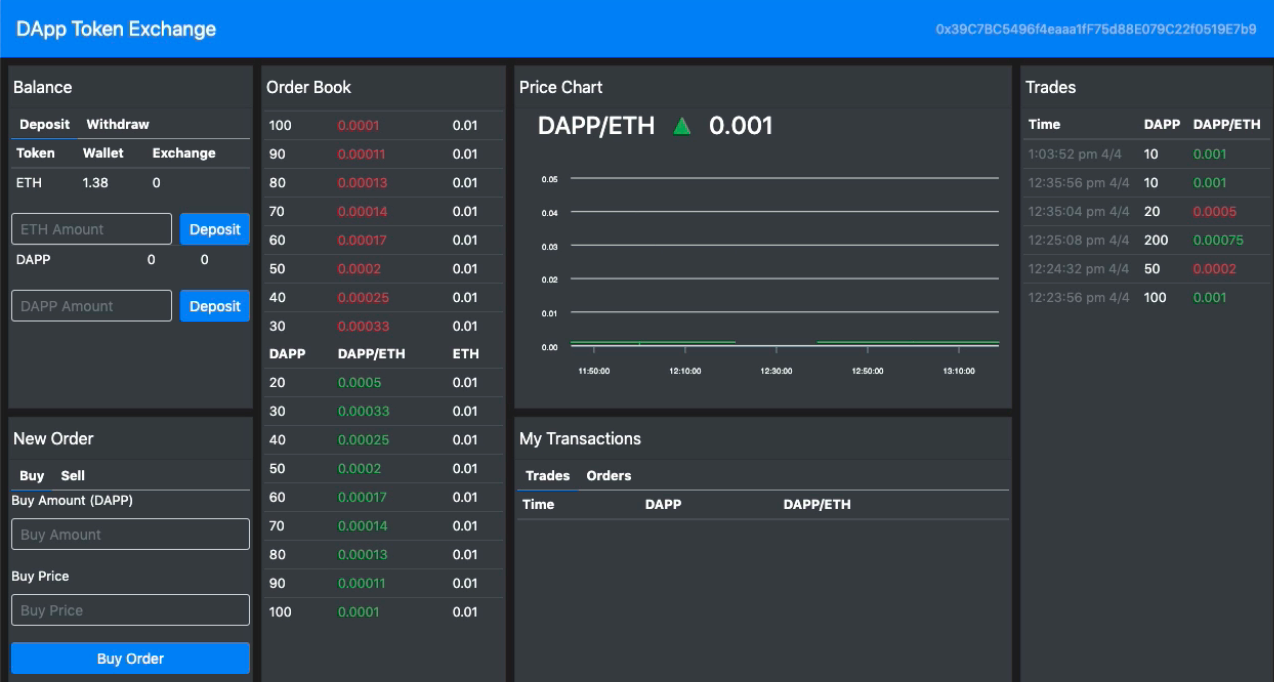 DApp Token Exchange
0x39C7BC5496f4eaaa1fF75d88E079C22f0519E7b9
Balance
Deposit Withdraw
Token Wallet Exchange
ETH 1.38 0
ETH Amount Deposit
DAPP 0 0
DAPP Amount Deposit
New Order
Buy Sell
Buy Amount (DAPP)
Buy Amount
Buy Price
Buy Price
Buy Order
Order Book
100 0.0001 0.01
90 0.00011 0.01
80 0.00013 0.01
70 0.00014 0.01
60 0.00017 0.01
50 0.0002 0.01
40 0.00025 0.01
30 0.00033 0.01
DAPP DAPP/ETH ETH
20 0.0005 0.01
30 0.00033 0.01
40 0.00025 0.01
50 0.0002 0.01
60 0.00017 0.01
70 0.00014 0.01
80 0.00013 0.01
90 0.00011 0.01
100 0.0001 0.01
Price Chart
DAPP/ETH ▲ 0.001
0.05
0.04
0.03
0.02
0.01
0.00
11:50:00 12:10:00 12:30:00 12:50:00 13:10:00
My Transactions
Trades Orders
Time DAPP DAPP/ETH
Trades
Time DAPP DAPP/ETH
1:03:52 pm 4/4 10 0.001
12:35:56 pm 4/4 10 0.001
12:35:04 pm 4/4 20 0.0005
12:25:08 pm 4/4 200 0.00075
12:24:32 pm 4/4 50 0.0002
12:23:56 pm 4/4 100 0.001